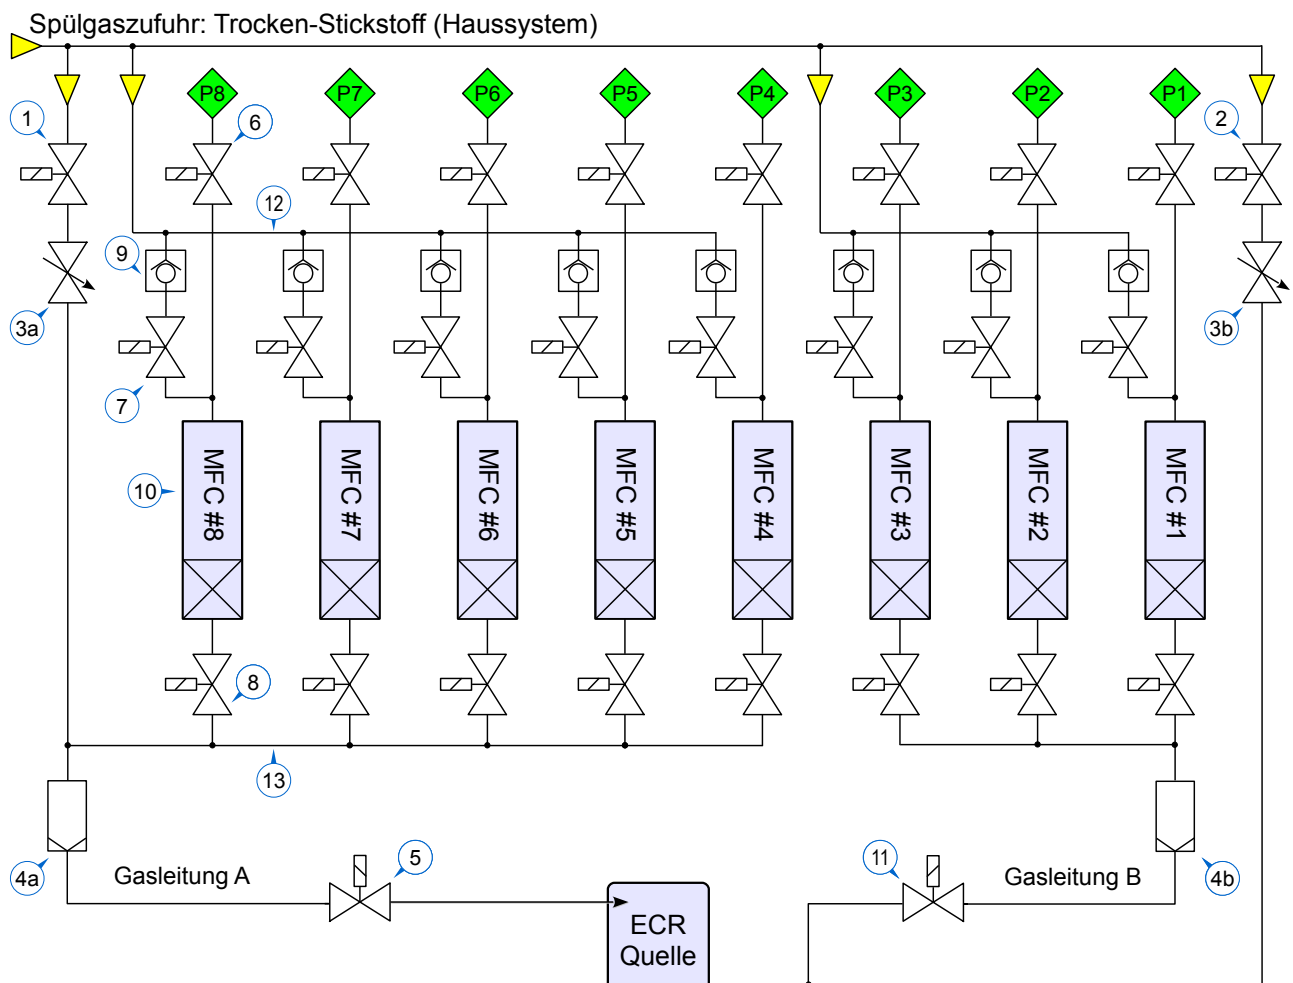 Spülgaszufuhr: Trocken-Stickstoff (Haussystem)
P8 P7 P6 P5 P4 P3 P2 P1
1 6 2
12
9
3a 3b
7
MFC #8 MFC #7 MFC #6 MFC #5 MFC #4 MFC #3 MFC #2 MFC #1
10
8
13
5 11
4a Gasleitung A Gasleitung B 4b
ECR
Quelle